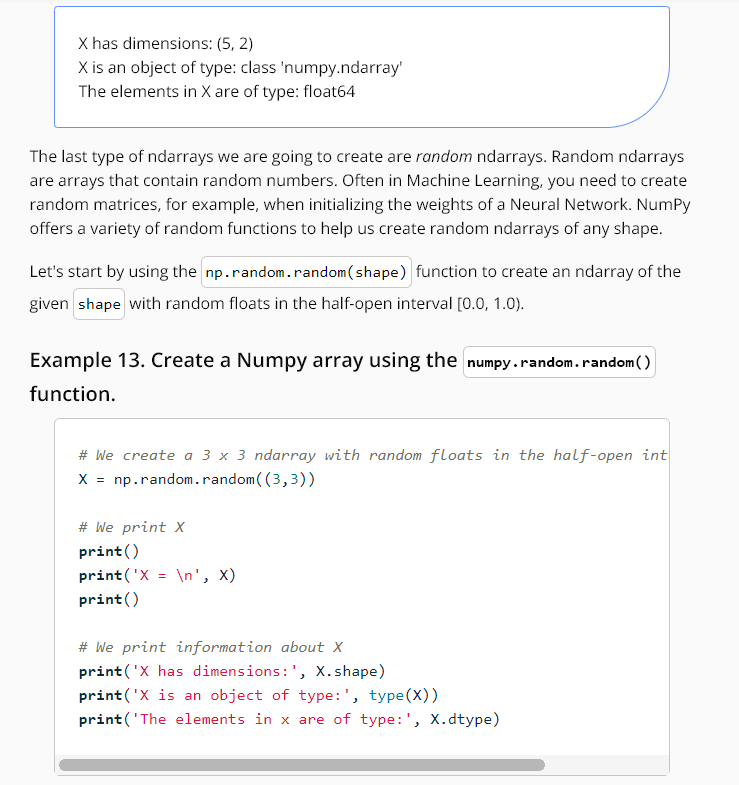 X has dimensions: (5, 2)
X is an object of type: class 'numpy.ndarray'
The elements in X are of type: float64
The last type of ndarrays we are going to create are random ndarrays. Random ndarrays
are arrays that contain random numbers. Often in Machine Learning, you need to create
random matrices, for example, when initializing the weights of a Neural Network. NumPy
offers a variety of random functions to help us create random ndarrays of any shape.
Let's start by using the np.random.random(shape) function to create an ndarray of the
given shape with random floats in the half-open interval [0.0, 1.0).
Example 13. Create a Numpy array using the numpy.random.random()
function.
# We create a 3 x 3 ndarray with random floats in the half-open int
X = np.random.random((3,3))
# We print X
print()
print('X = \n', X)
print()
# We print information about X
print('X has dimensions:', X.shape)
print('X is an object of type:', type(X))
print('The elements in x are of type:', X.dtype)